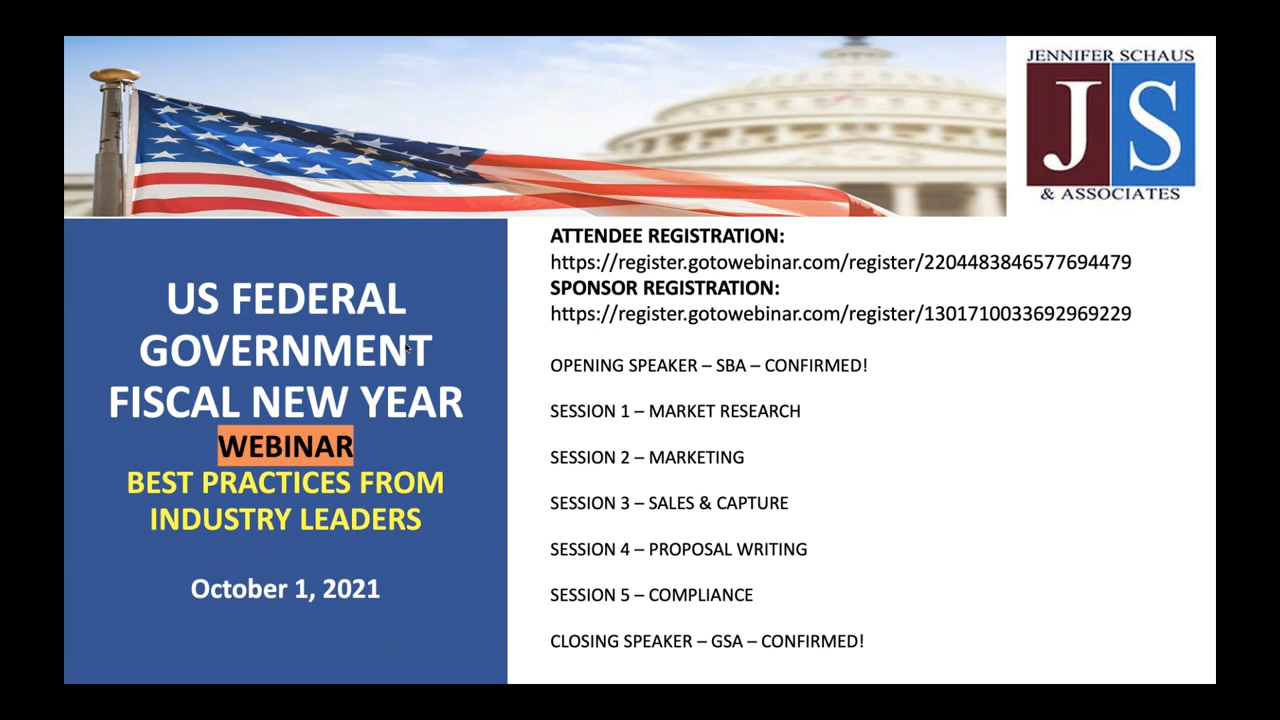 JENNIFER SCHAUS
JS
& ASSOCIATES
US FEDERAL
GOVERNMENT
FISCAL NEW YEAR
WEBINAR
BEST PRACTICES FROM
INDUSTRY LEADERS
October 1, 2021
ATTENDEE REGISTRATION:
https://register.gotowebinar.com/register/2204483846577694479
SPONSOR REGISTRATION:
https://register.gotowebinar.com/register/1301710033692969229
OPENING SPEAKER – SBA – CONFIRMED!
SESSION 1 – MARKET RESEARCH
SESSION 2 – MARKETING
SESSION 3 – SALES & CAPTURE
SESSION 4 – PROPOSAL WRITING
SESSION 5 – COMPLIANCE
CLOSING SPEAKER – GSA – CONFIRMED!